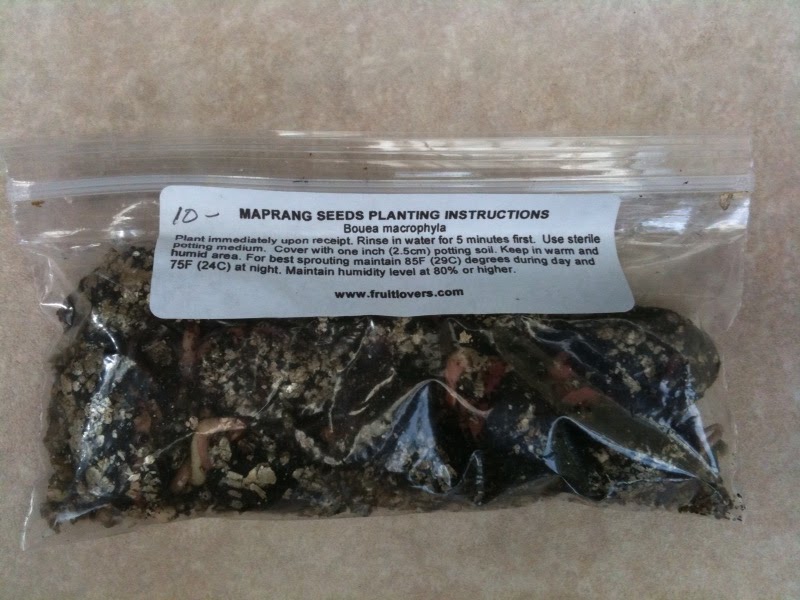 10 -
MAPRANG SEEDS PLANTING INSTRUCTIONS
Bouea macrophyla
Plant immediately upon receipt. Rinse in water for 5 minutes first. Use sterile
potting medium. Cover with one inch (2.5cm) potting soil. Keep in warm and
humid area. For best sprouting maintain 85F (29C) degrees during day and
75F (24C) at night. Maintain humidity level at 80% or higher.
www.fruitlovers.com